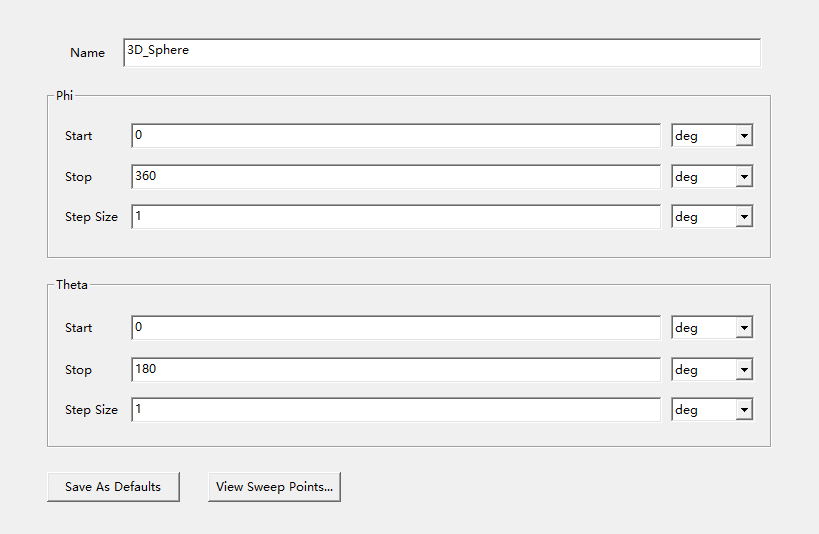 Name 3D_Sphere
Phi
Start 0 deg
Stop 360 deg
Step Size 1 deg
Theta
Start 0 deg
Stop 180 deg
Step Size 1 deg
Save As Defaults View Sweep Points...